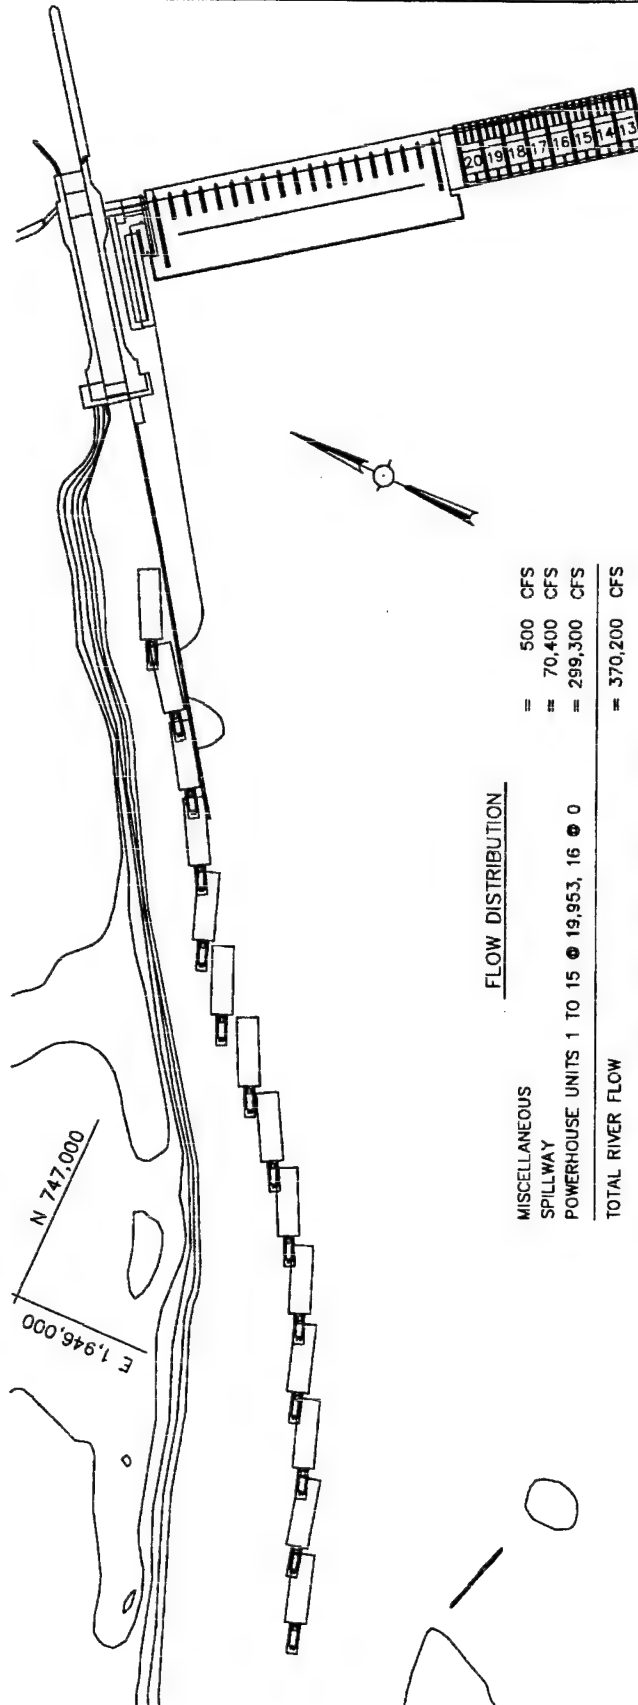 20 19 18 17 16 15 14 13
N 747,000
E 1,946,000
FLOW DISTRIBUTION
MISCELLANEOUS = 500 CFS
SPILLWAY = 70,400 CFS
POWERHOUSE UNITS 1 TO 15 @ 19,953, 16 @ 0 = 299,300 CFS
TOTAL RIVER FLOW = 370,200 CFS